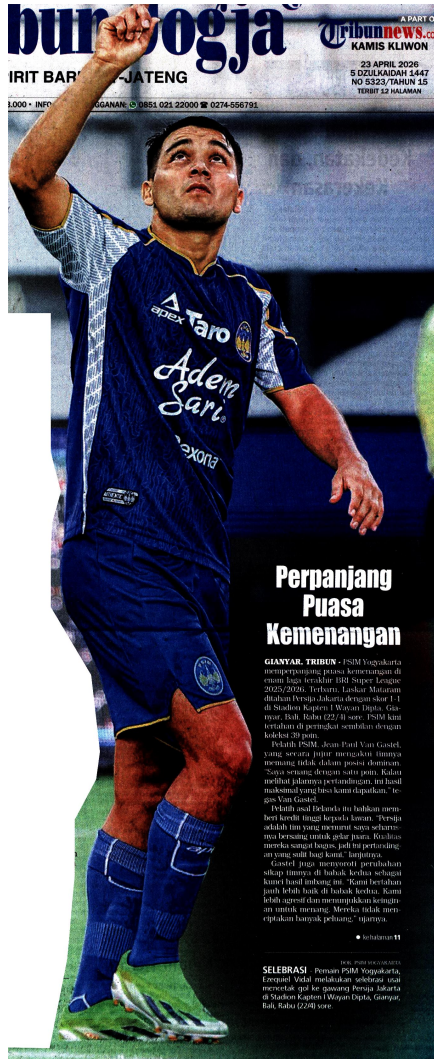 bun Jogja
A PART O
Tribunnews.co
KAMIS KLIWON
23 APRIL 2026
5 DZULKAIDAH 1447
NO 5323/TAHUN 15
TERBIT 12 HALAMAN
-JATENG
0851 021 22000 ☎ 0274-556791
apex
Taro
Adem
Sari
Perpanjang
Puasa
Kemenangan
GIANYAR, TRIBUN - PSIM Yogyakarta
memperpanjang puasa kemenangan di
enam laga terakhir BRI Super League
2025/2026. Terbaru, Laskar Mataram
ditahan Persija Jakarta dengan skor 1-1
di Stadion Kapten I Wayan Dipta, Gia-
nyar, Bali, Rabu (22/4) sore. PSIM kini
tertahan di peringkat sembilan dengan
koleksi 39 poin.
Pelatih PSIM, Jean Paul Van Gastel,
yang secara jujur mengakui timnya
memang tidak dalam posisi dominan.
"Saya senang dengan satu poin. Kalau
melihat jalannya pertandingan, ini hasil
maksimal yang bisa kami dapatkan," te-
gas Van Gastel.
Pelatih asal Belanda itu bahkan mem-
beri kredit tinggi kepada lawan. "Persija
adalah tim yang menurut saya seharus-
nya bersaing untuk gelar juara. Kualitas
mereka sangat bagus, jadi ini pertanding-
an yang sulit bagi kami," lanjutnya.
Gastel juga menyoroti perubahan
sikap timnya di babak kedua sebagai
kunci hasil imbang ini. "Kami bertahan
jauh lebih baik di babak kedua. Kami
lebih agresif dan menunjukkan keingin-
an untuk menang. Mereka tidak men-
ciptakan banyak peluang," ujarnya.
● ke halaman 11
DOK. PSIM YOGYAKARTA
SELEBRASI - Pemain PSIM Yogyakarta,
Ezequiel Vidal melakukan selebrasi usai
mencetak gol ke gawang Persija Jakarta
di Stadion Kapten I Wayan Dipta, Gianyar,
Bali, Rabu (22/4) sore.